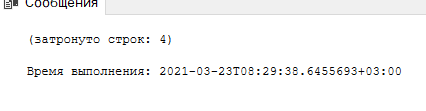 Сообщения
(затронуто строк: 4)
Время выполнения: 2021-03-23T08:29:38.6455693+03:00